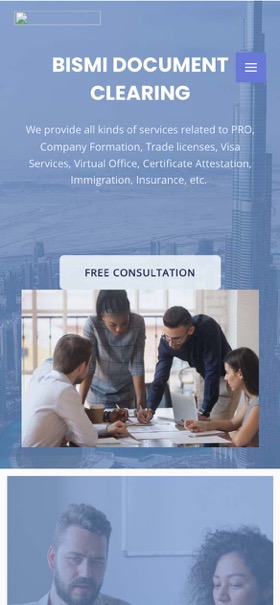 BISMI DOCUMENT
CLEARING
We provide all kinds of services related to PRO,
Company Formation, Trade licenses, Visa
Services, Virtual Office, Certificate Attestation,
Immigration, Insurance, etc.
FREE CONSULTATION